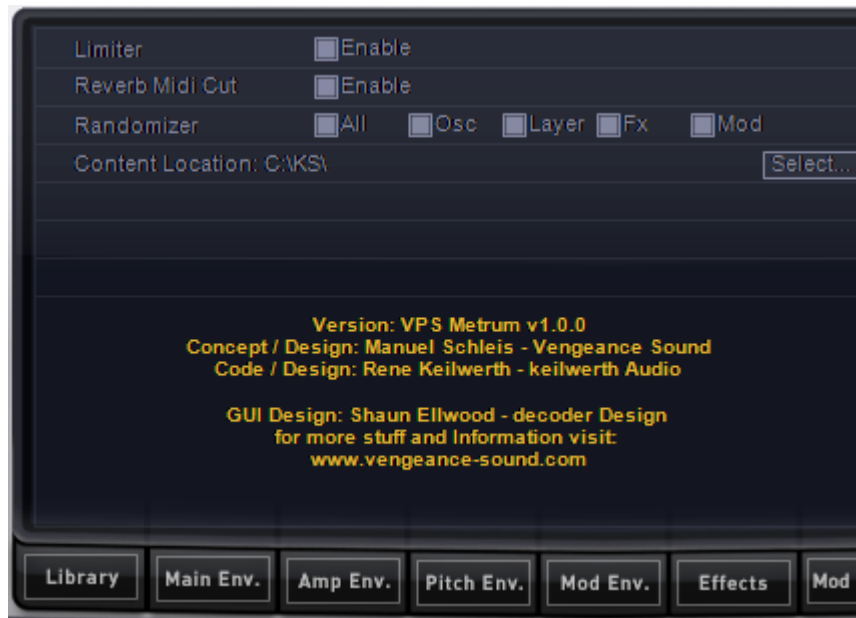 Limiter Enable
Reverb Midi Cut Enable
Randomizer All Osc Layer Fx Mod
Content Location: C:\KS\ Select...
Version: VPS Metrum v1.0.0
Concept / Design: Manuel Schleis - Vengeance Sound
Code / Design: Rene Keilwerth - keilwerth Audio
GUI Design: Shaun Ellwood - decoder Design
for more stuff and Information visit:
www.vengeance-sound.com
Library Main Env. Amp Env. Pitch Env. Mod Env. Effects Mod